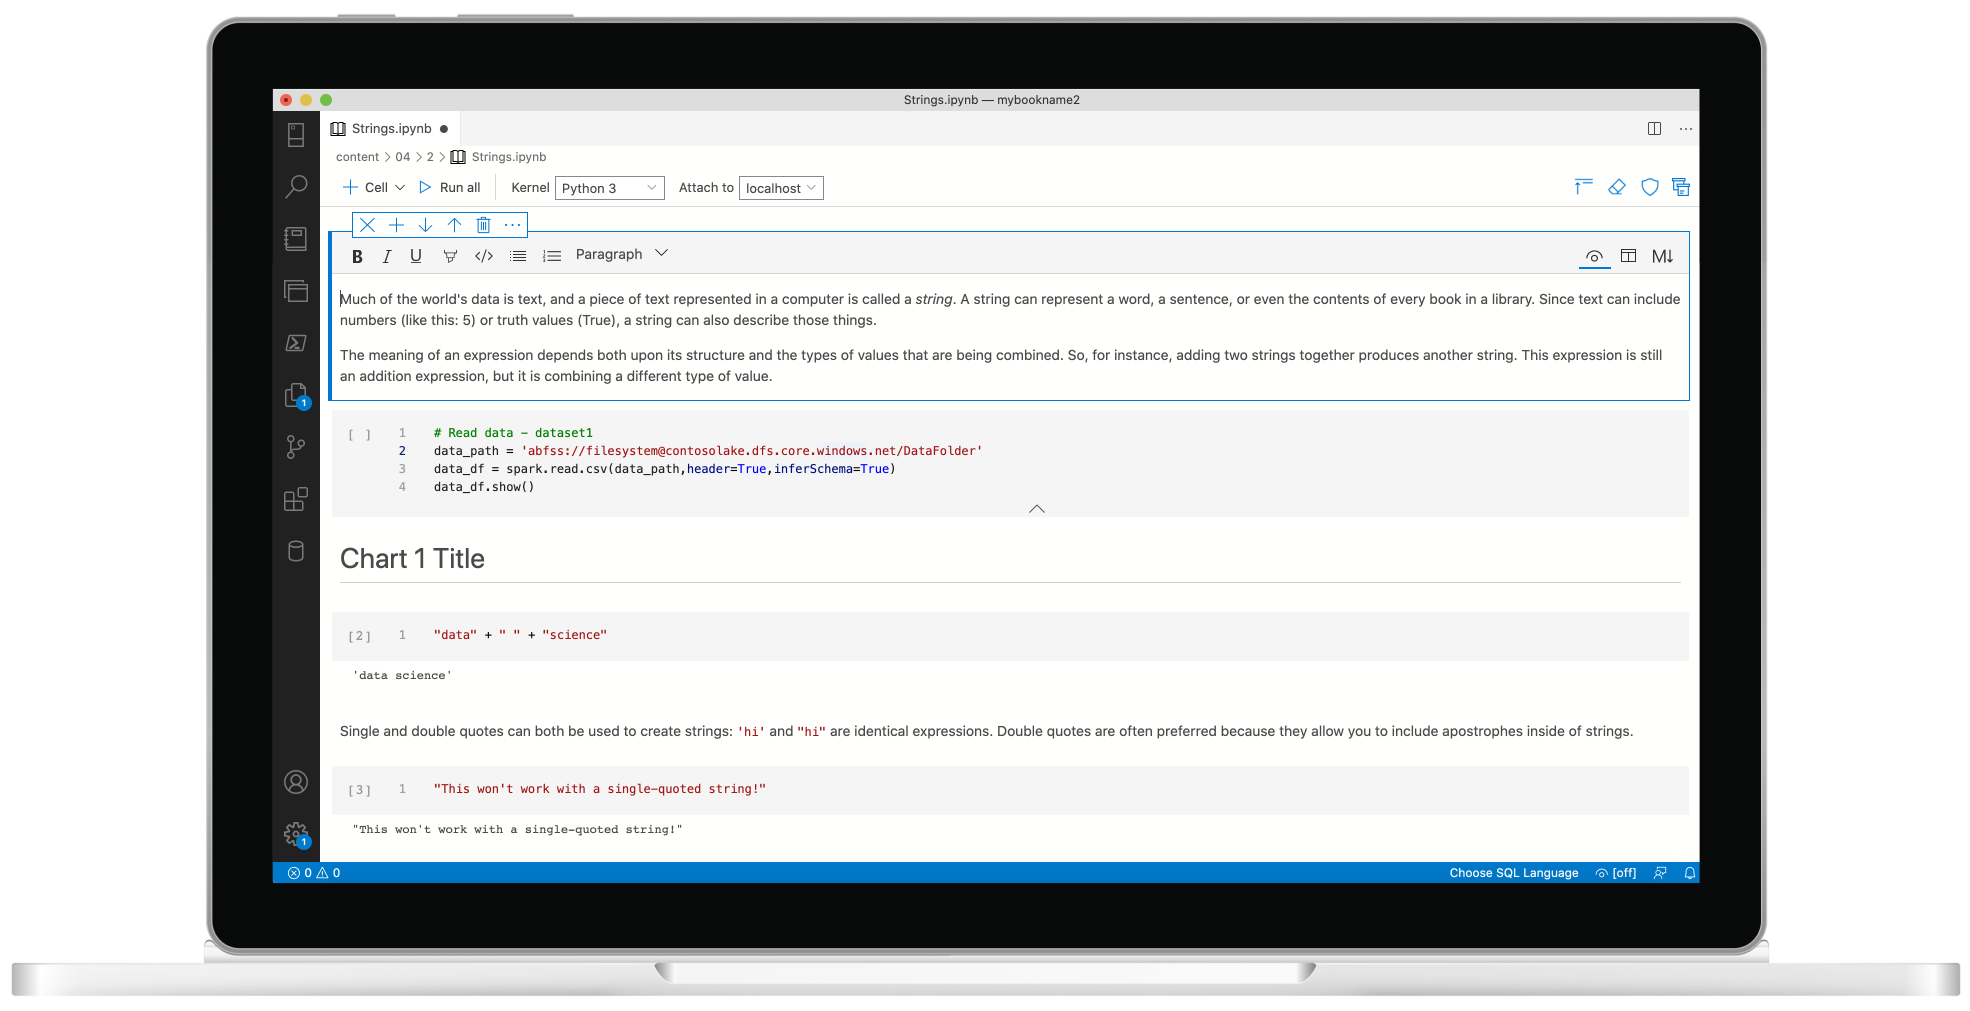 Strings.ipynb — mybookname2
Strings.ipynb
content > 04 > 2 > Strings.ipynb
Cell Run all Kernel Python 3 Attach to localhost
B I U </> Paragraph M↓
Much of the world's data is text, and a piece of text represented in a computer is called a string. A string can represent a word, a sentence, or even the contents of every book in a library. Since text can include
numbers (like this: 5) or truth values (True), a string can also describe those things.
The meaning of an expression depends both upon its structure and the types of values that are being combined. So, for instance, adding two strings together produces another string. This expression is still
an addition expression, but it is combining a different type of value.
[ ] 1 # Read data - dataset1
2 data_path = 'abfss://filesystem@contosolake.dfs.core.windows.net/DataFolder'
3 data_df = spark.read.csv(data_path,header=True,inferSchema=True)
4 data_df.show()
1
Chart 1 Title
[2] 1 "data" + " " + "science"
'data science'
Single and double quotes can both be used to create strings: 'hi' and "hi" are identical expressions. Double quotes are often preferred because they allow you to include apostrophes inside of strings.
[3] 1 "This won't work with a single-quoted string!"
"This won't work with a single-quoted string!"
1
0 0 Choose SQL Language [off]